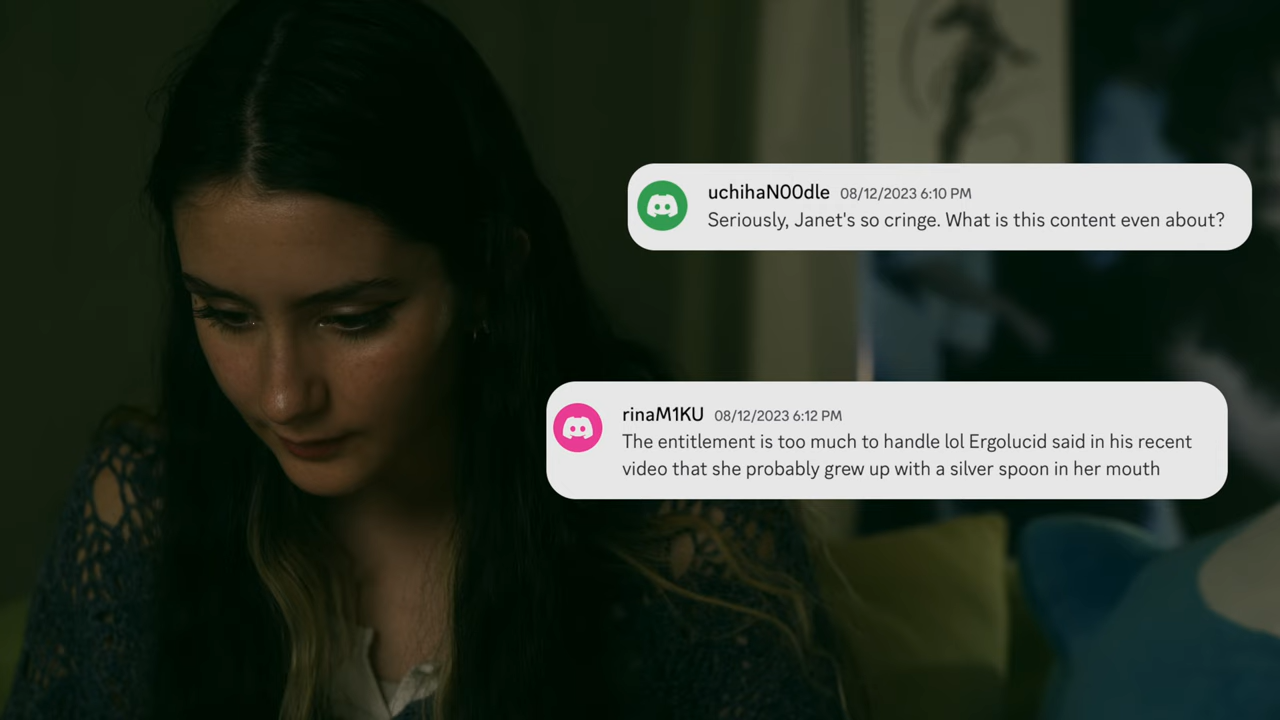 uchihaN00dle 08/12/2023 6:10 PM
Seriously, Janet's so cringe. What is this content even about?
rinaM1KU 08/12/2023 6:12 PM
The entitlement is too much to handle lol Ergolucid said in his recent
video that she probably grew up with a silver spoon in her mouth